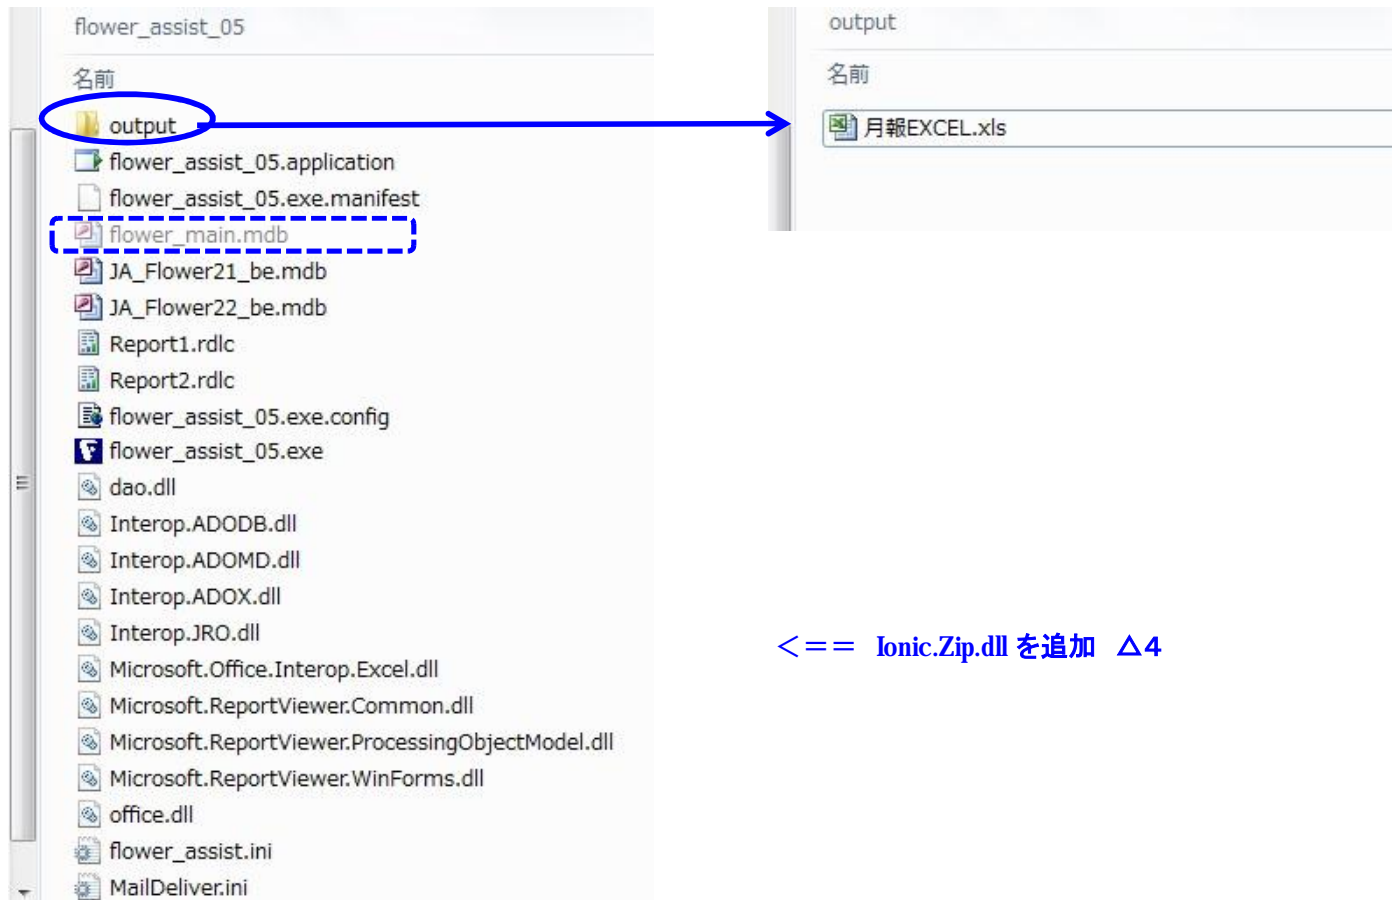 flower_assist_05
名前
output
flower_assist_05.application
flower_assist_05.exe.manifest
flower_main.mdb
JA_Flower21_be.mdb
JA_Flower22_be.mdb
Report1.rdlc
Report2.rdlc
flower_assist_05.exe.config
flower_assist_05.exe
dao.dll
Interop.ADODB.dll
Interop.ADOMD.dll
Interop.ADOX.dll
Interop.JRO.dll
Microsoft.Office.Interop.Excel.dll
Microsoft.ReportViewer.Common.dll
Microsoft.ReportViewer.ProcessingObjectModel.dll
Microsoft.ReportViewer.WinForms.dll
office.dll
flower_assist.ini
MailDeliver.ini
output
名前
月報EXCEL.xls
<== Ionic.Zip.dll を追加 △4